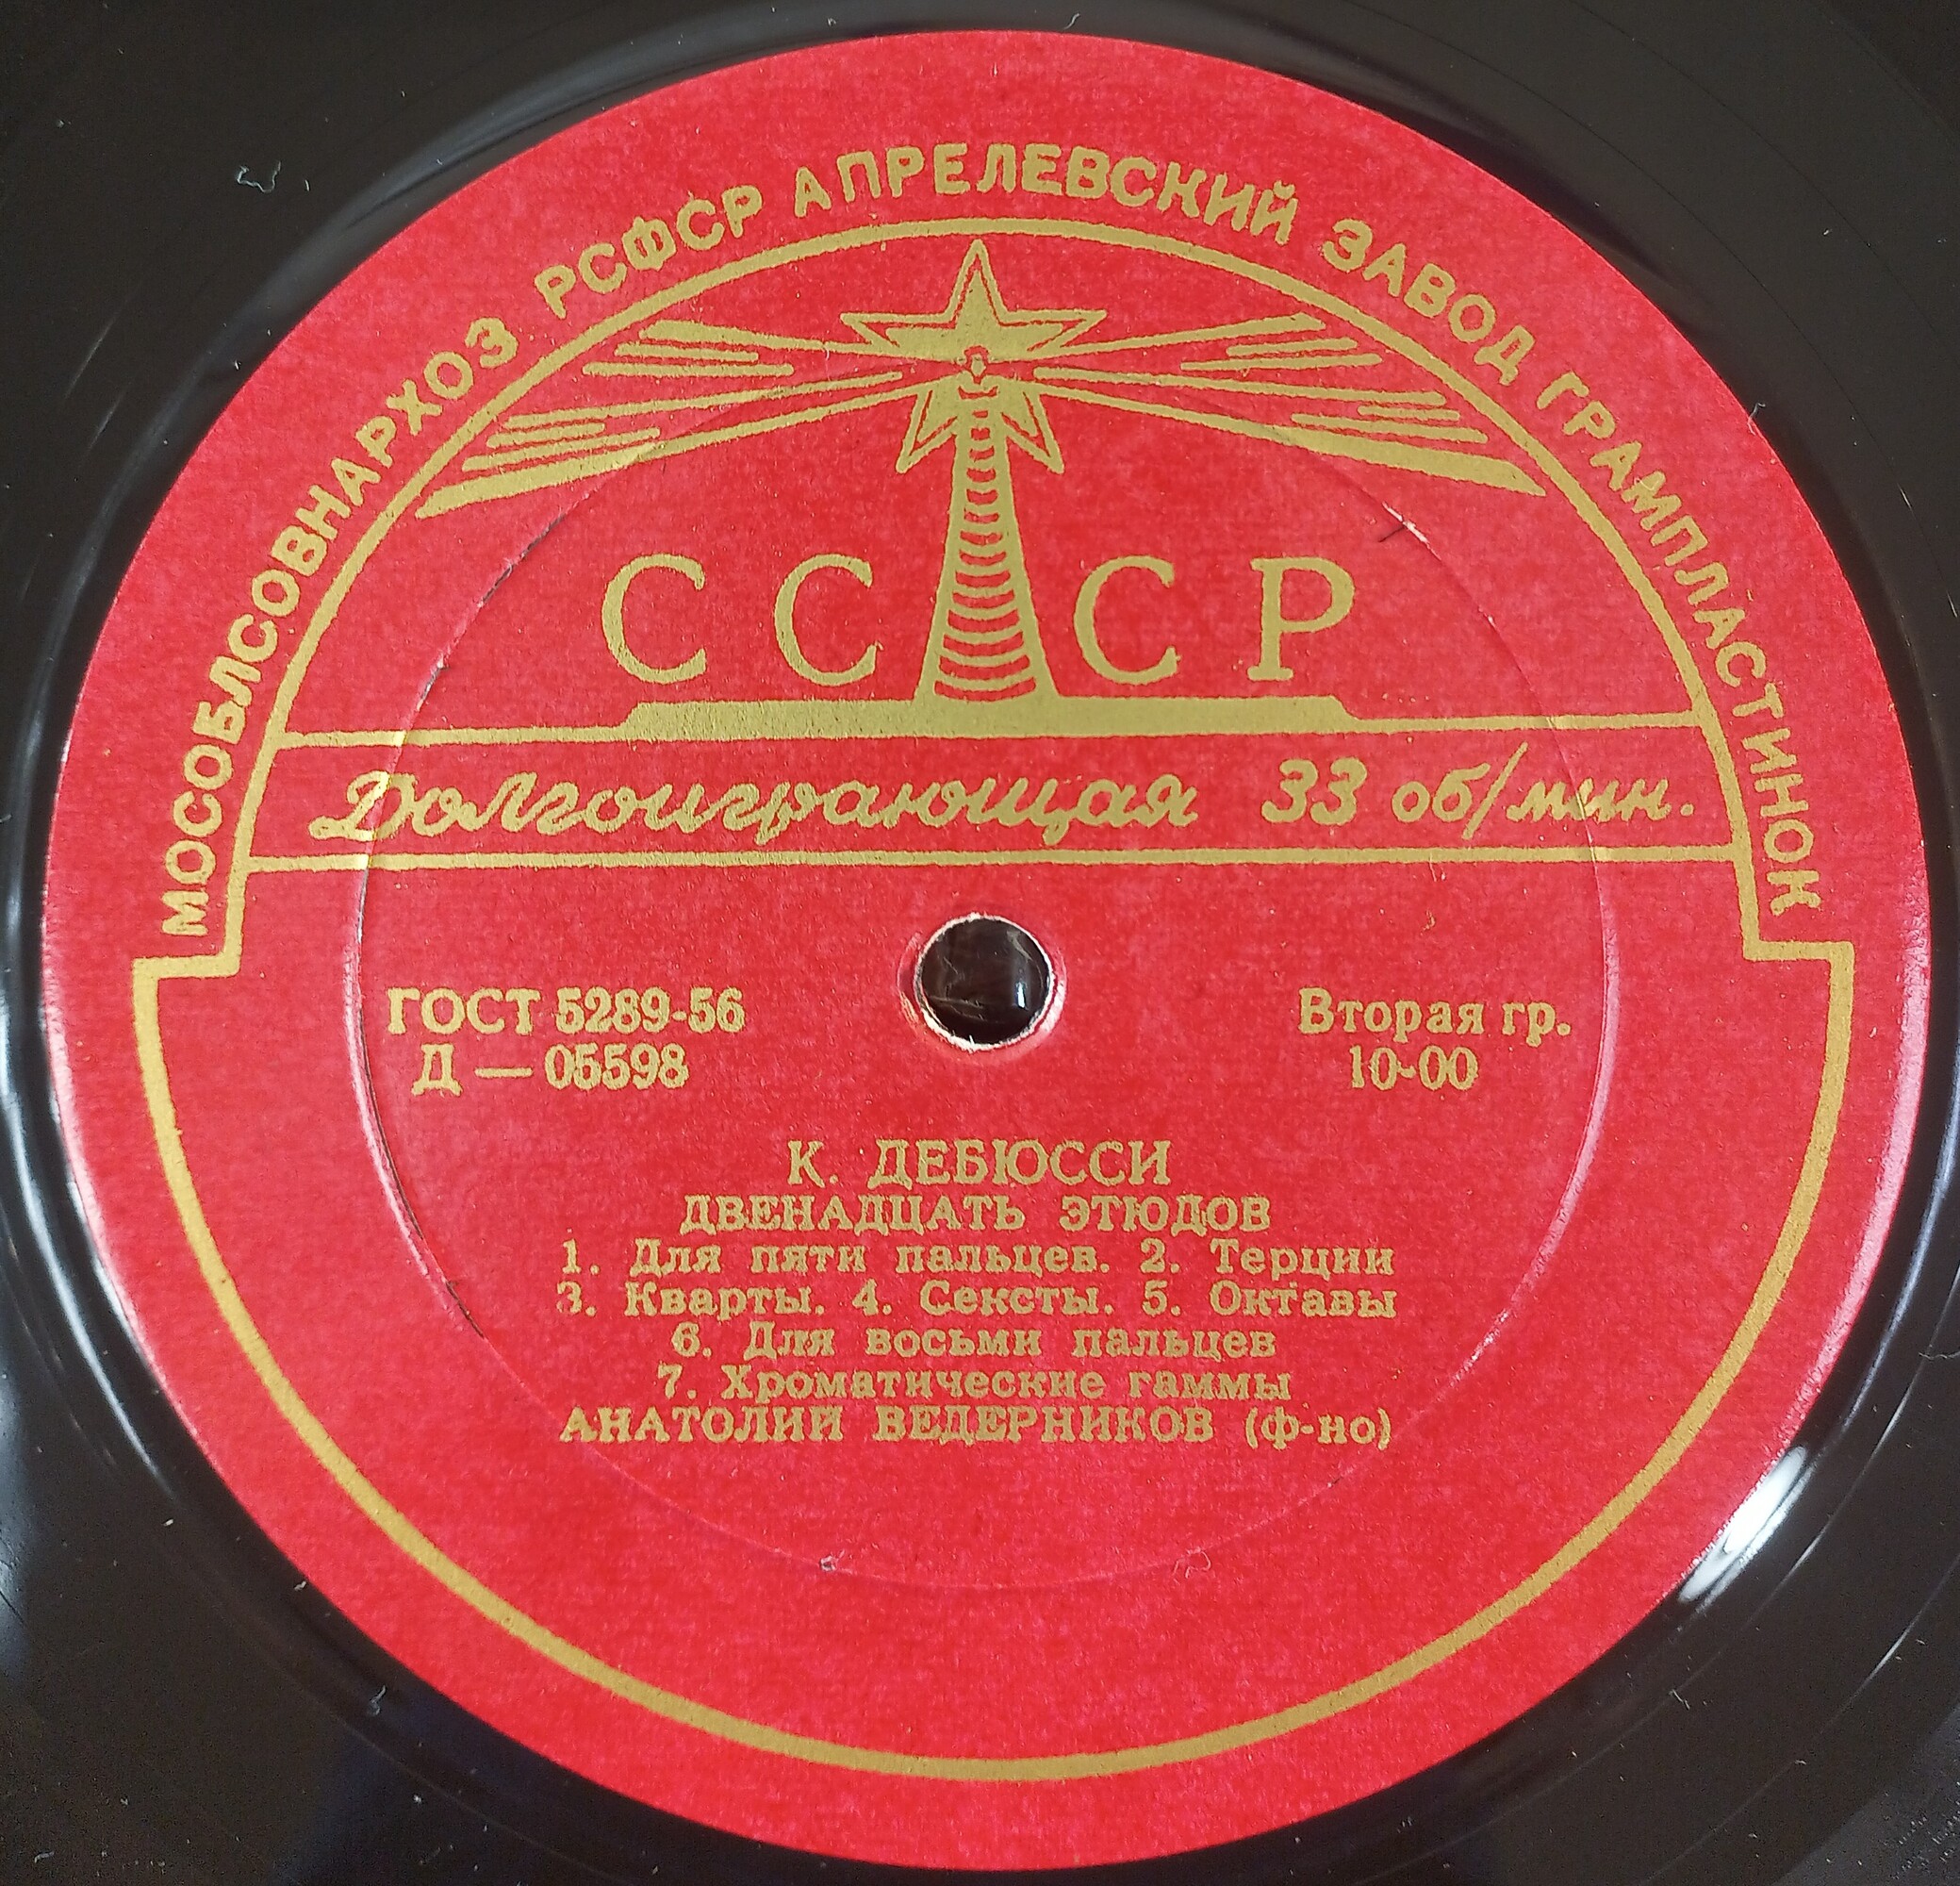 МОСОБЛСОВНАРХОЗ РСФСР АПРЕЛЕВСКИЙ ЗАВОД ГРАМПЛАСТИНОК
СССР
Долгоиграющая 33 об/мин.
ГОСТ 5289-56
Д — 05598
Вторая гр.
10-00
К. ДЕБЮССИ
ДВЕНАДЦАТЬ ЭТЮДОВ
1. Для пяти пальцев. 2. Терции
3. Кварты. 4. Сексты. 5. Октавы
6. Для восьми пальцев
7. Хроматические гаммы
АНАТОЛИЙ ВЕДЕРНИКОВ (ф-но)